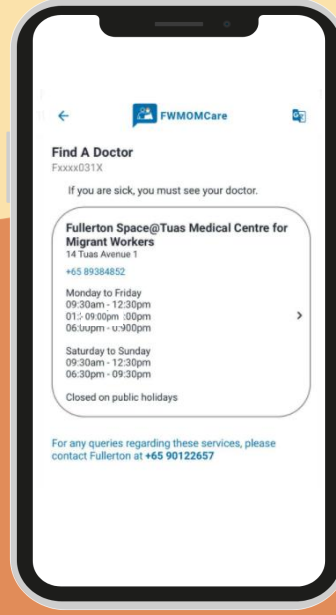 FWMOMCare
Find A Doctor
Fxxxx031X
If you are sick, you must see your doctor.
Fullerton Space@Tuas Medical Centre for
Migrant Workers
14 Tuas Avenue 1
+65 89384852
Monday to Friday
09:30am - 12:30pm
09:00pm
Saturday to Sunday
09:30am - 12:30pm
06:30pm - 09:30pm
Closed on public holidays
For any queries regarding these services, please
contact Fullerton at +65 90122657